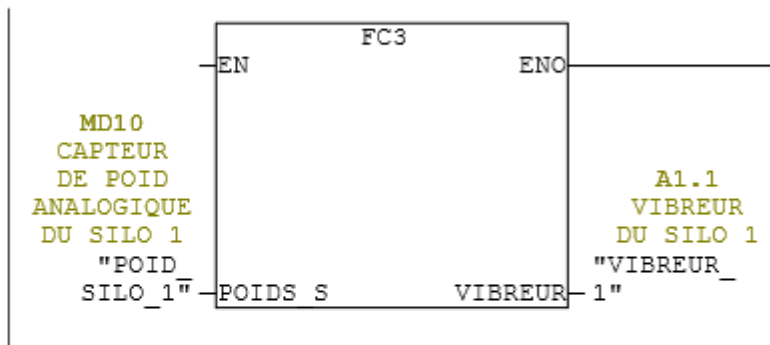 FC3
EN ENO
MD10
CAPTEUR
DE POID
ANALOGIQUE
DU SILO 1
"POID_
SILO_1"
POIDS_S
VIBREUR
A1.1
VIBREUR
DU SILO 1
"VIBREUR_
1"